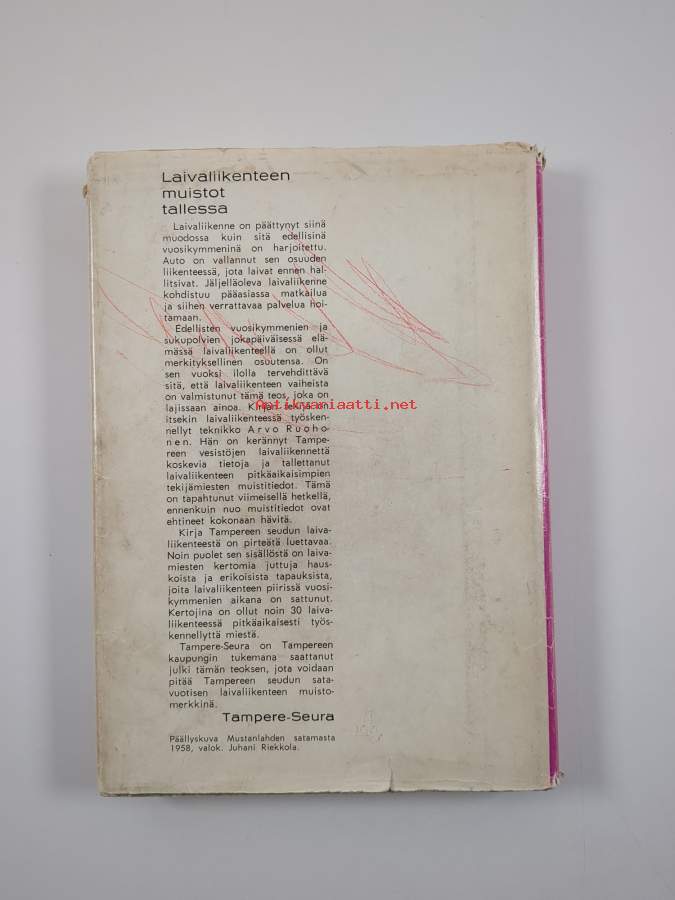 Laivaliikenteen
muistot
tallessa
Laivaliikenne on päättynyt siinä
muodossa kuin sitä edellisinä
vuosikymmeninä on harjoitettu.
Auto on vallannut sen osuuden
liikenteessä, jota laivat ennen hal-
litsivat. Jäljelläoleva laivaliikenne
kohdistuu pääasiassa matkailua
ja siihen verrattavaa palvelua hoi-
tamaan.
Edellisten vuosikymmenien ja
sukupolvien jokapäiväisessä elä-
mässä laivaliikenteellä on ollut
merkityksellinen osuutensa. On
sen vuoksi ilolla tervehdittävä
sitä, että laivaliikenteen vaiheista
on valmistunut tämä teos, joka on
lajissaan ainoa. Kirjan tekijä on
Antikvariaatti.net
itsekin laivaliikenteessä työsken-
nellyt teknikko Arvo Ruoho-
nen. Hän on kerännyt Tampe-
reen vesistöjen laivaliikennettä
koskevia tietoja ja tallettanut
laivaliikenteen pitkäaikaisimpien
tekijämiesten muistitiedot. Tämä
on tapahtunut viimeisellä hetkellä,
ennenkuin nuo muistitiedot ovat
ehtineet kokonaan hävitä.
Kirja Tampereen seudun laiva-
liikenteestä on pirteätä luettavaa.
Noin puolet sen sisällöstä on laiva-
miesten kertomia juttuja haus-
koista ja erikoisista tapauksista,
joita laivaliikenteen piirissä vuosi-
kymmenien aikana on sattunut.
Kertojina on ollut noin 30 laiva-
liikenteessä pitkäaikaisesti työs-
kennellyttä miestä.
Tampere-Seura on Tampereen
kaupungin tukemana saattanut
julki tämän teoksen, jota voidaan
pitää Tampereen seudun sata-
vuotisen laivaliikenteen muisto-
merkkinä.
Tampere-Seura
Päällyskuva Mustanlahden satamasta
1958, valok. Juhani Riekkola.